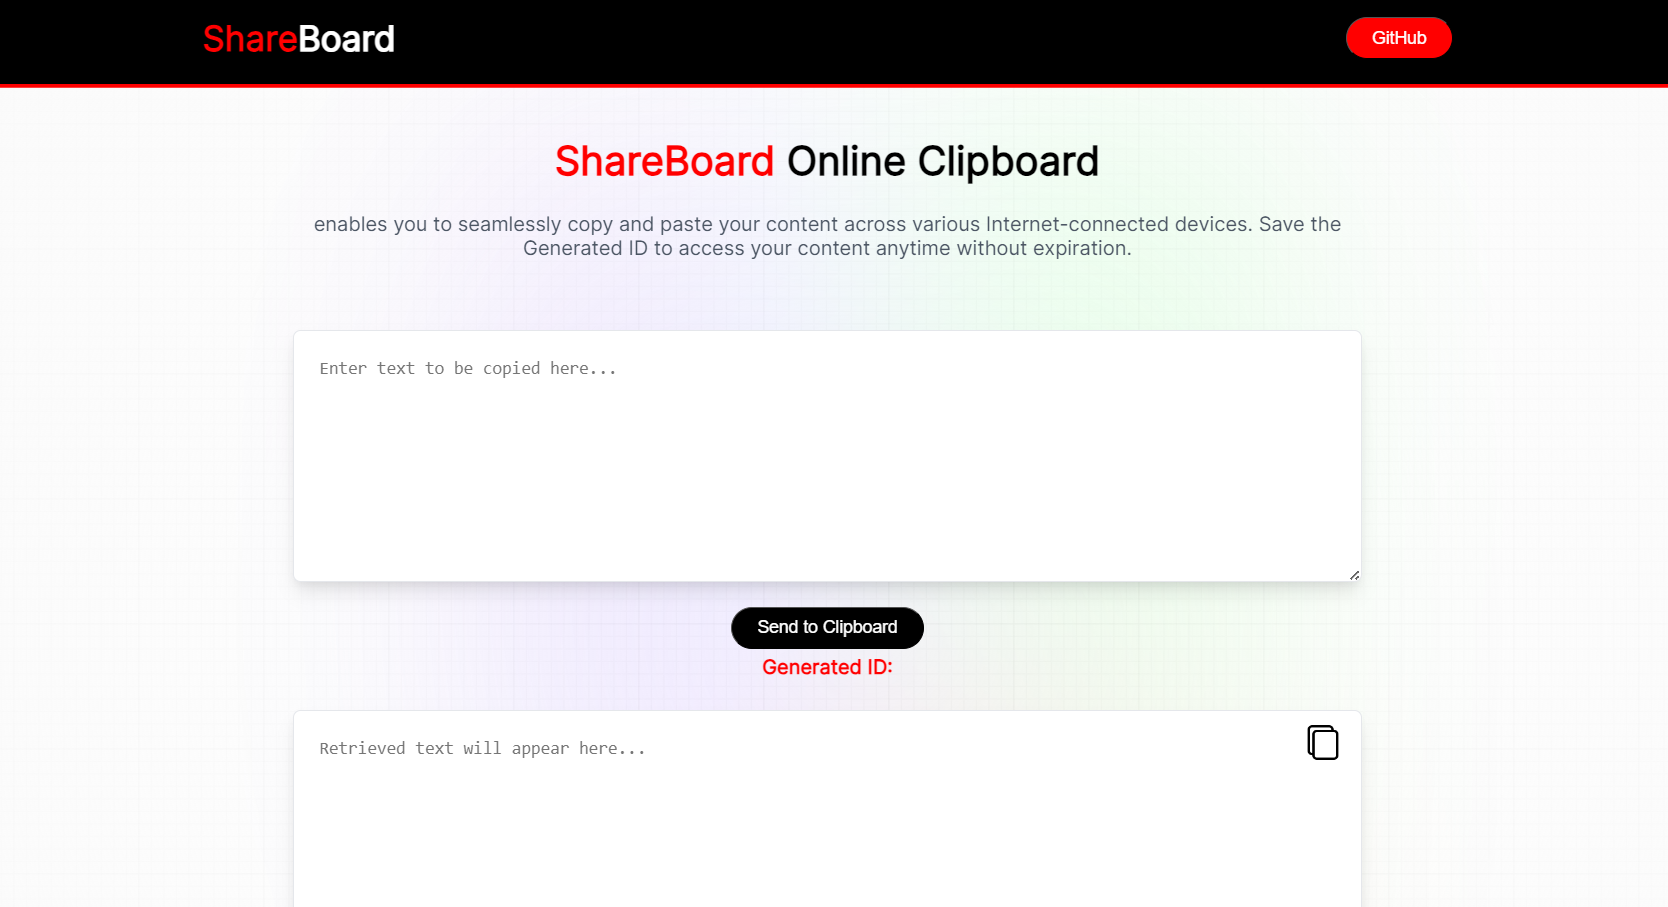 ShareBoard
GitHub
ShareBoard Online Clipboard
enables you to seamlessly copy and paste your content across various Internet-connected devices. Save the
Generated ID to access your content anytime without expiration.
Enter text to be copied here...
Send to Clipboard
Generated ID:
Retrieved text will appear here...